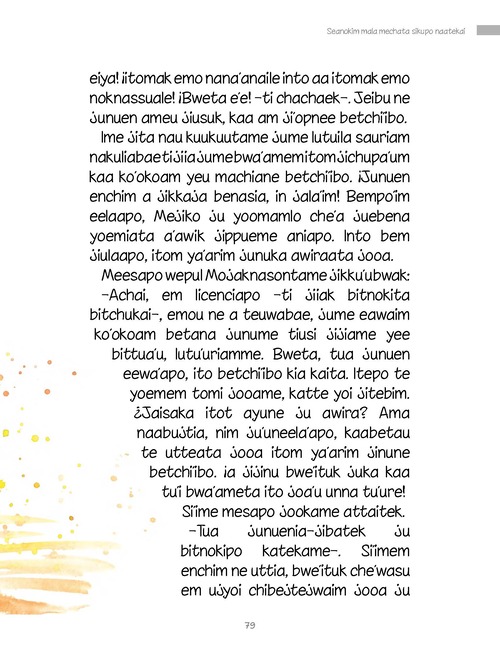 Seanokim mala mechata sikupo naatekai
eiya! ¡itomak emo nana'anaile into aa itomak emo
noknassuale! ¡Bweta e'e! –ti chachaek–. Jeibu ne
junuen ameu jiusuk, kaa am ji'opnee betchi'ibo.
Ime jita nau kuukuutame jume lutu'ila sauriam
nakuliabaetijiiajumebwa'amemitomjichupa'um
kaa ko'okoam yeu machiane betchi'ibo. ¡Junuen
enchim a jikkaja benasia, in jala'im! Bempo'im
eelaapo, Mejiko ju yoomamlo che'a juebena
yoemiata a'awik jippueme aniapo. Into bem
jiulaapo, itom ya'arim junuka awiraata jooa.
Meesapo wepul Mojaknasontame jikku'ubwak:
–Achai, em licenciapo –ti jiiak bitnokita
bitchukai–, emou ne a teuwabae, jume eawaim
ko'okoam betana junume tiusi jijiame yee
bittua'u, lutu'uriamme. Bweta, tua junuen
eewa'apo, ito betchi'ibo kia kaita. Itepo te
yoemem tomi jooame, katte yoi jitebim.
¿Jaisaka itot ayune ju awira? Ama
naabujtia, nim ju'uneela'apo, kaabetau
te utteata jooa itom ya'arim jinune
betchi'ibo. ¡a jijinu bwe'ituk juka kaa
tu'i bwa'ameta ito joa'u unna tu'ure!
Si'ime mesapo jookame attaitek.
–Tua junuenia–jibatek ju
bitnokipo katekame–. Si'imem
enchim ne uttia, bwe'ituk che'wasu
em ujyoi chibejtejwaim jooa ju
79